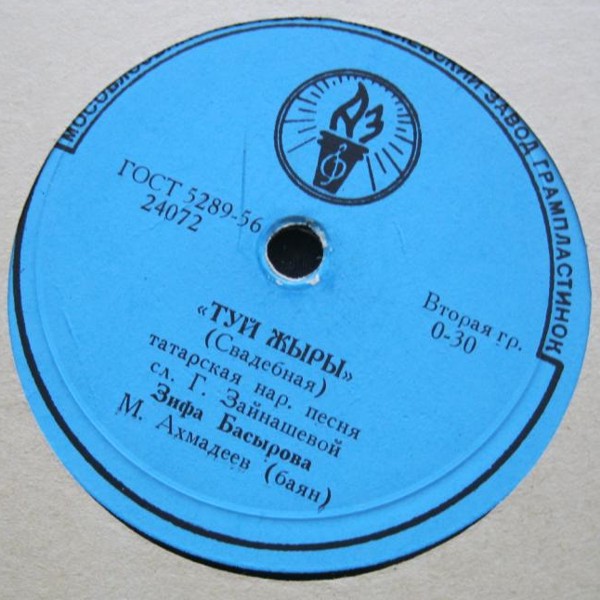 ЗАВОД ГРАМПЛАСТИНОК
АЗ
ГОСТ 5289-56
24072
Вторая гр.
0-30
«ТУЙ ЖЫРЫ»
(Свадебная)
татарская нар. песня
сл. Г. Зайнашевой
Зифа Басырова
М. Ахмадеев (баян)